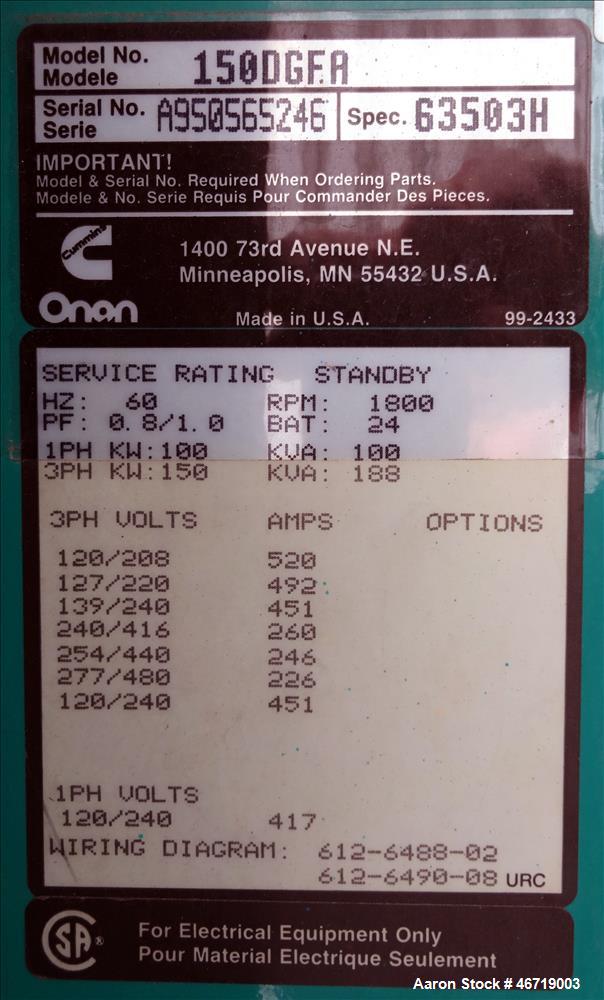 Model No. 150DGFA
Modele
Serial No. A950565246 Spec. 63503H
Serie
IMPORTANT!
Model & Serial No. Required When Ordering Parts.
Modele & No. Serie Requis Pour Commander Des Pieces.
Cummins
Onan
1400 73rd Avenue N.E.
Minneapolis, MN 55432 U.S.A.
Made in U.S.A. 99-2433
SERVICE RATING STANDBY
HZ: 60 RPM: 1800
PF: 0.8/1.0 BAT: 24
1PH KW:100 KVA: 100
3PH KW:150 KVA: 188
3PH VOLTS AMPS OPTIONS
120/208 520
127/220 492
139/240 451
240/416 260
254/440 246
277/480 226
120/240 451
1PH VOLTS
120/240 417
WIRING DIAGRAM: 612-6488-02
612-6490-08 URC
CSA®
For Electrical Equipment Only
Pour Material Electrique Seulement
Aaron Stock # 46719003